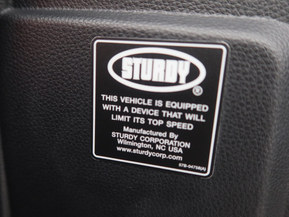 STURDY
®
THIS VEHICLE IS EQUIPPED
WITH A DEVICE THAT WILL
LIMIT ITS TOP SPEED
Manufactured By
STURDY CORPORATION
Wilmington, NC USA
www.sturdycorp.com